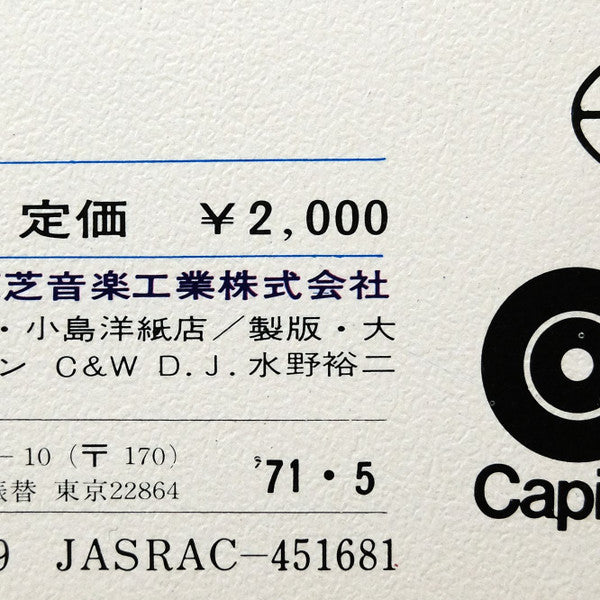 定価 ¥2,000
芝音楽工業株式会社
・小島洋紙店／製版・大
ン C&W D.J.水野裕二
-10 (〒 170)
振替 東京22864
'71・5
Capi
9 JASRAC-451681